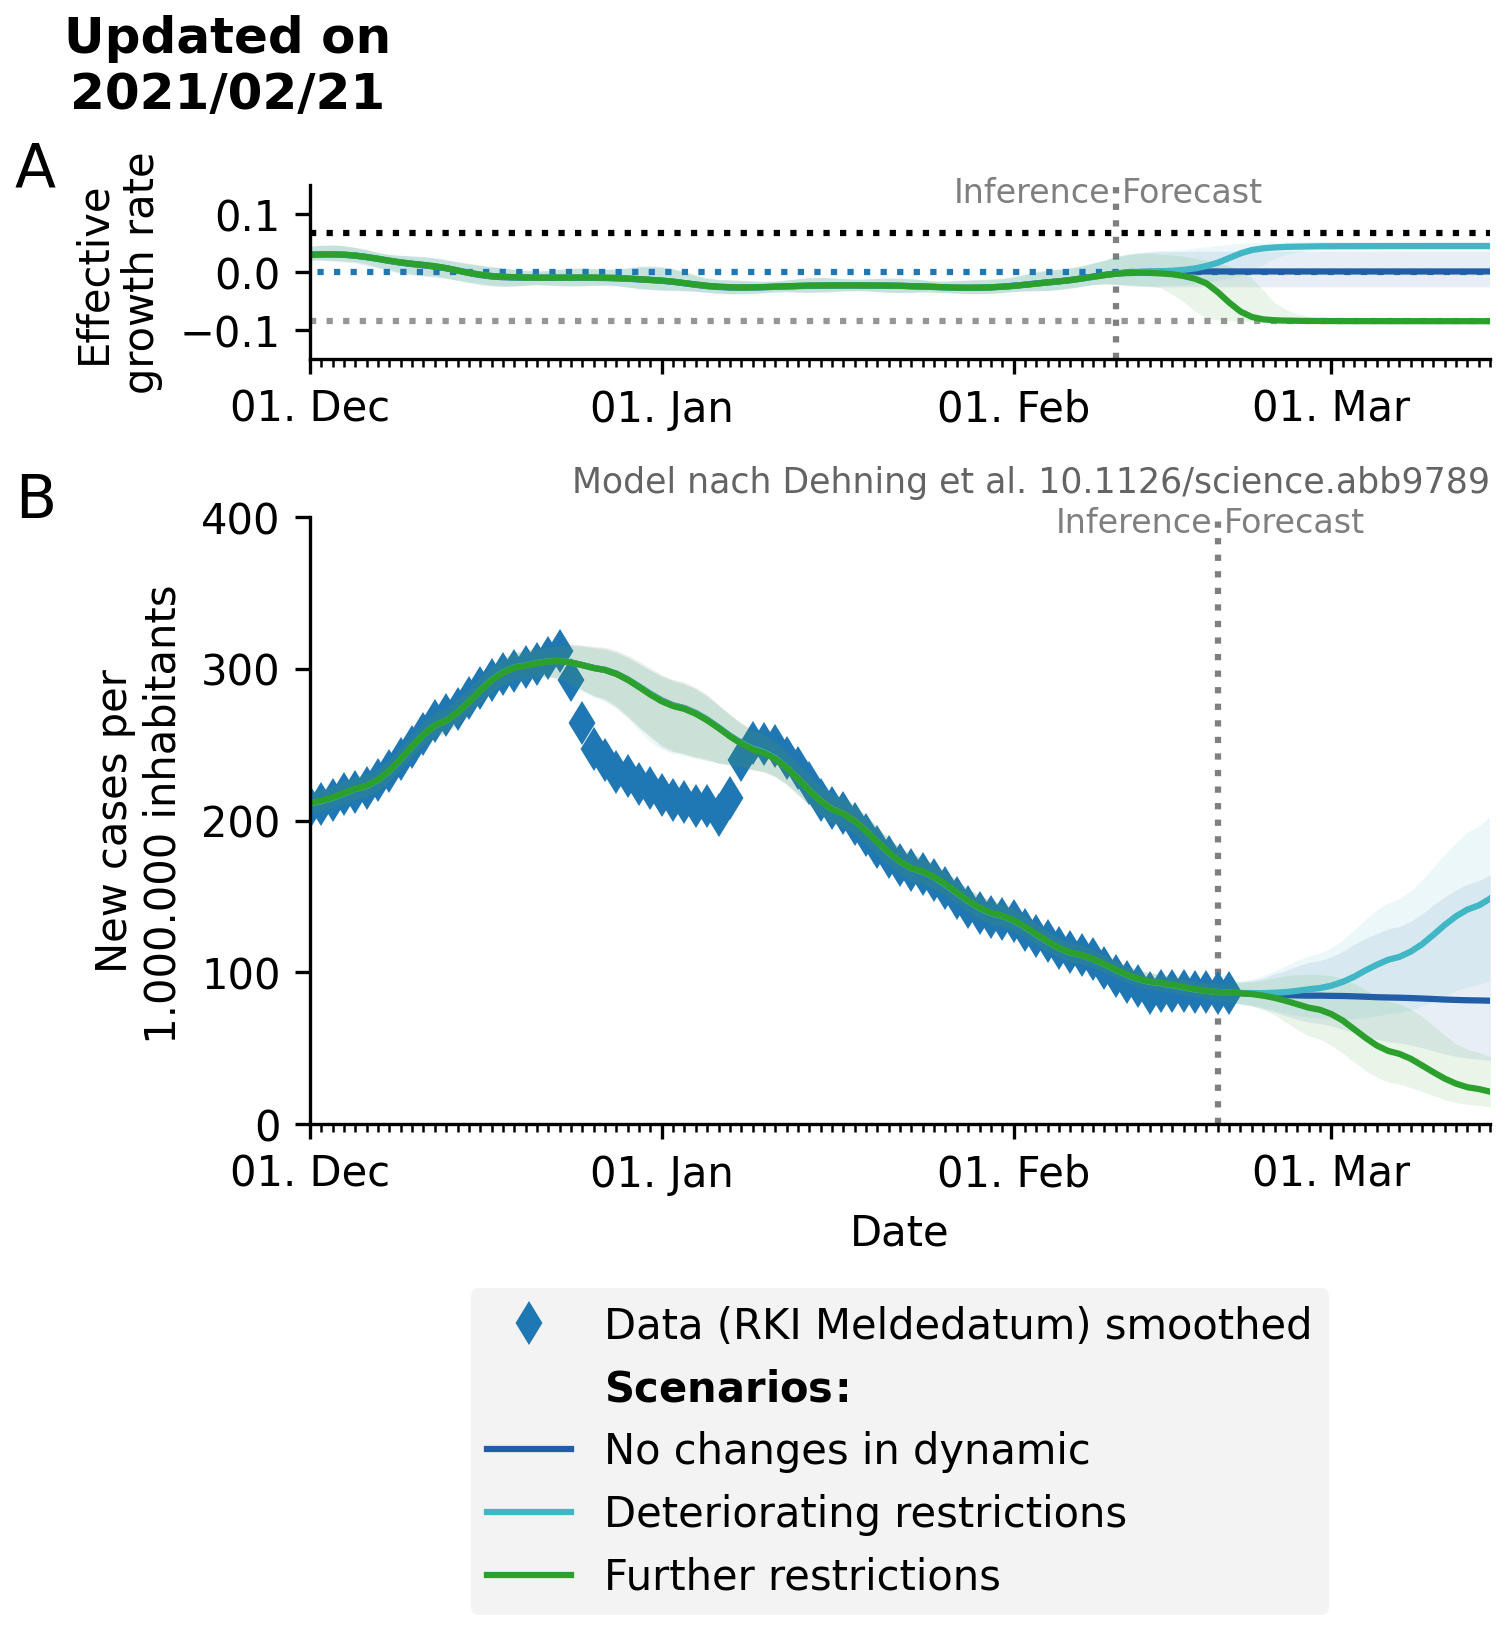 Updated on
2021/02/21
A
Effective
growth rate
Inference Forecast
0.1
0.0
−0.1
01. Dec 01. Jan 01. Feb 01. Mar
B
Model nach Dehning et al. 10.1126/science.abb9789
Inference Forecast
New cases per
1.000.000 inhabitants
400
300
200
100
0
01. Dec 01. Jan 01. Feb 01. Mar
Date
Data (RKI Meldedatum) smoothed
Scenarios:
No changes in dynamic
Deteriorating restrictions
Further restrictions